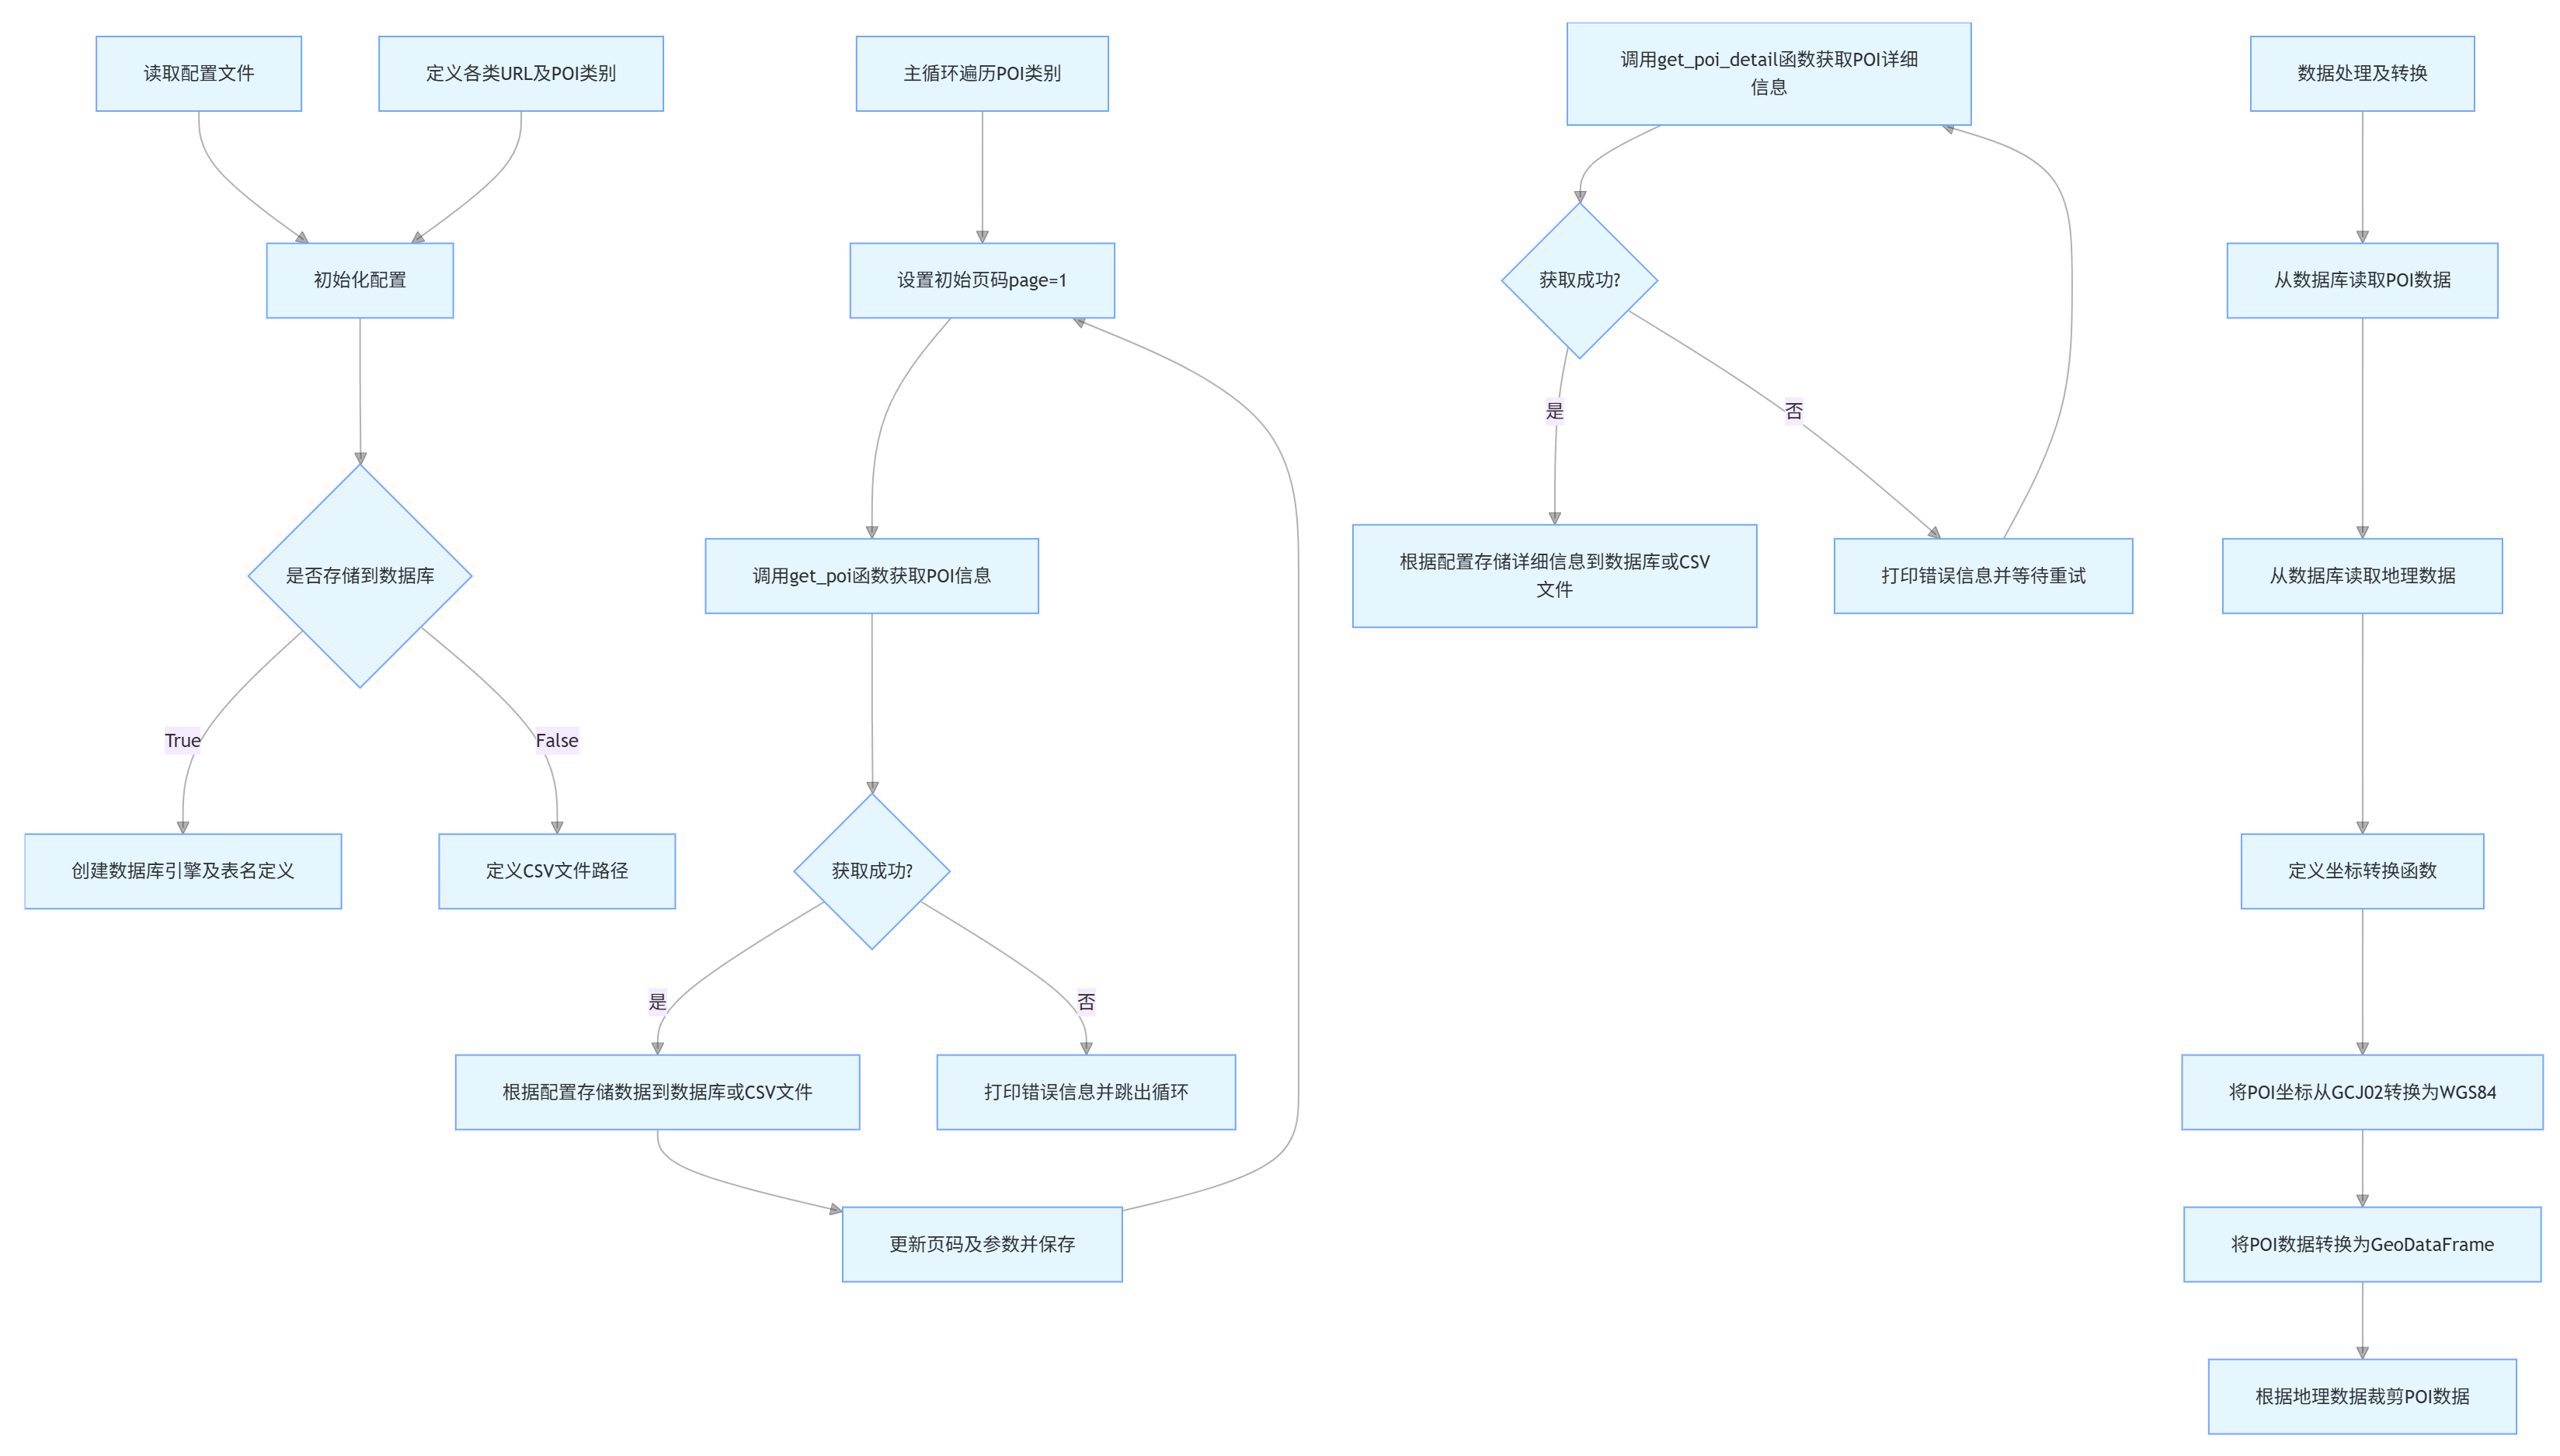 读取配置文件
定义各类URL及POI类别
初始化配置
是否存储到数据库
True
False
创建数据库引擎及表名定义
定义CSV文件路径
主循环遍历POI类别
设置初始页码page=1
调用get_poi函数获取POI信息
获取成功?
是
否
根据配置存储数据到数据库或CSV文件
打印错误信息并跳出循环
更新页码及参数并保存
调用get_poi_detail函数获取POI详细
信息
获取成功?
是
否
根据配置存储详细信息到数据库或CSV
文件
打印错误信息并等待重试
数据处理及转换
从数据库读取POI数据
从数据库读取地理数据
定义坐标转换函数
将POI坐标从GCJ02转换为WGS84
将POI数据转换为GeoDataFrame
根据地理数据裁剪POI数据